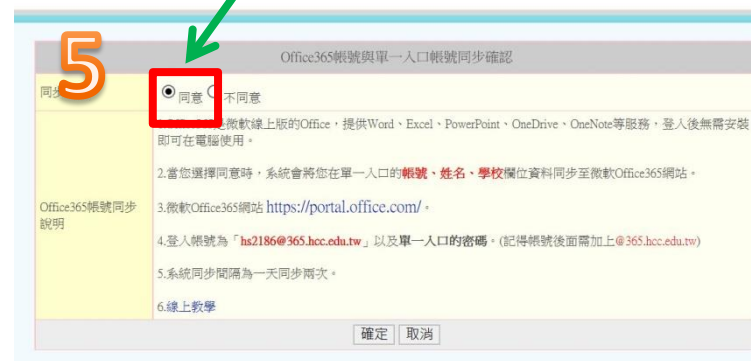 5
Office365帳號與單一入口帳號同步確認
同意 不同意
是微軟線上版的Office，提供Word、Excel、PowerPoint、OneDrive、OneNote等服務，登入後無需安裝
即可在電腦使用。
2.當您選擇同意時，系統會將您在單一入口的帳號、姓名、學校欄位資料同步至微軟Office365網站。
Office365帳號同步
說明
3.微軟Office365網站 https://portal.office.com/。
4.登入帳號為「hs2186@365.hcc.edu.tw」以及單一入口的密碼。(記得帳號後面需加上@365.hcc.edu.tw)
5.系統同步間隔為一天同步兩次。
6.線上教學
確定 取消